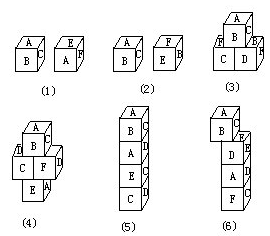 A E
B C A F
(1)
A F
B C E B
(2)
A
B C
F B
C D F
(3)
A
B C
D D
C F
E A
(4)
A
B C
A D
E C
C D
(5)
A
B C E
D E
A D
F C
(6)